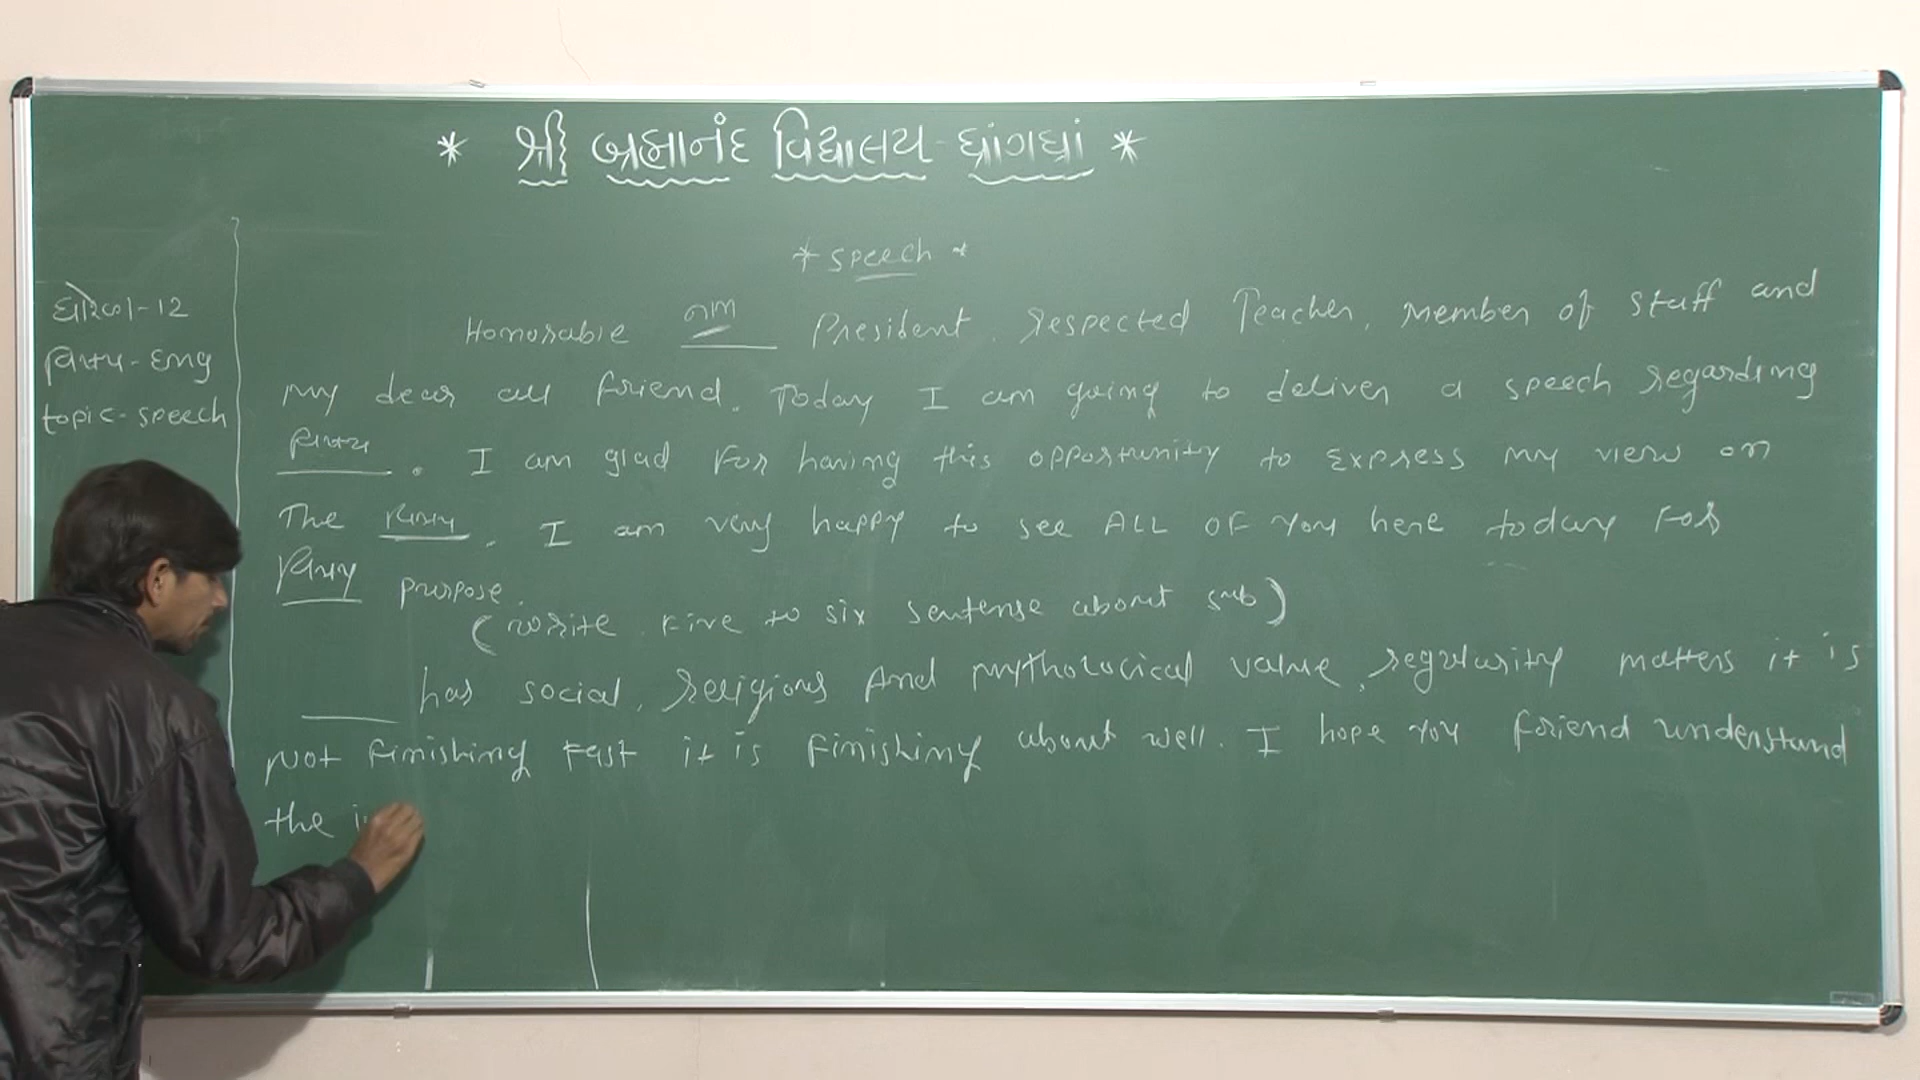 * શ્રી બ્રહ્માનંદ વિદ્યાલય - ધ્રાંગધ્રાં *
* speech *
ધોરણ-12
વિષય-Eng
topic-speech
Honorable નામ President. respected Teacher, Member of staff and
my dear all friend. Today I am going to deliver a speech regarding
વિષય. I am glad For having this opportunity to Express my view on
The વિષય. I am very happy to see ALL OF you here today For
વિષય purpose.
(write Five to six sentense about sub)
___ has social, religious And mythological value, regularity matters it is
not finishing Fast it is Finishing about well. I hope you friend understand
the i